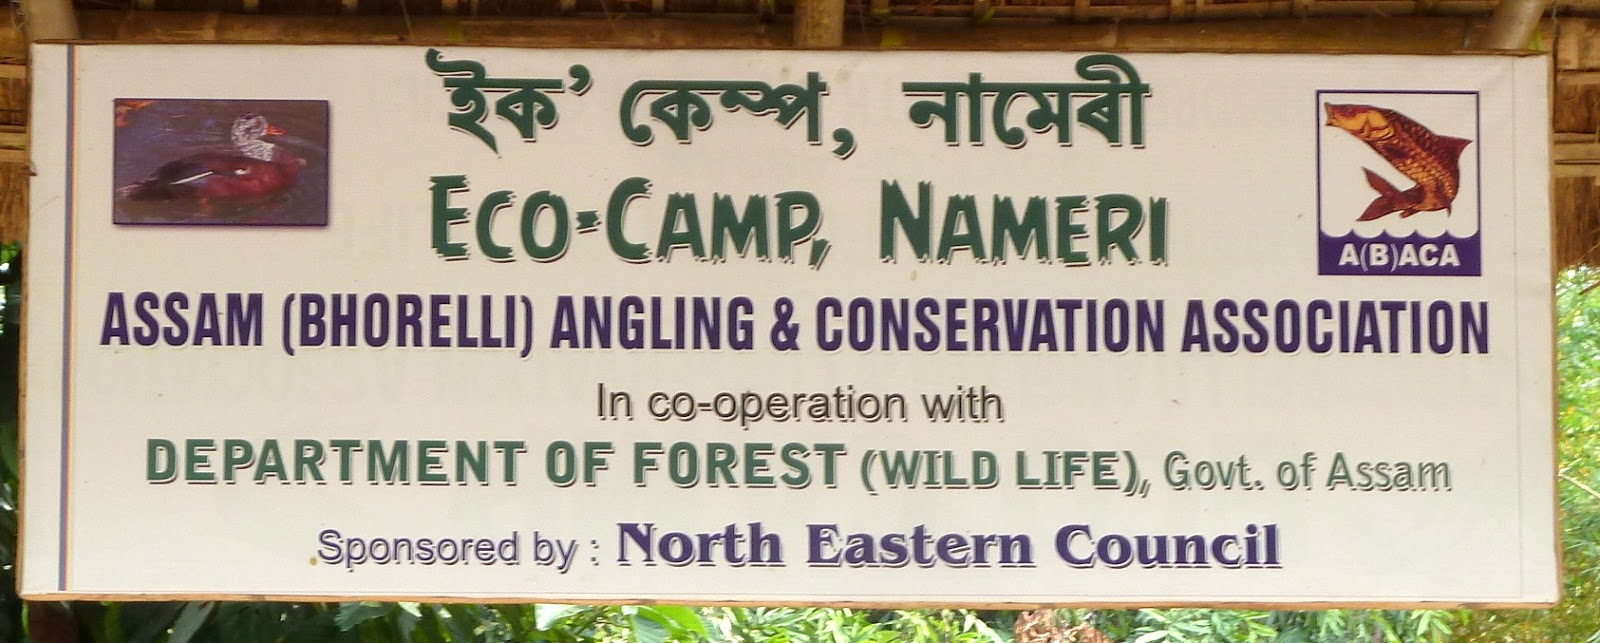 ইক’ কেম্প, নামেৰী
ECO-CAMP, NAMERI
A(B)ACA
ASSAM (BHORELLI) ANGLING & CONSERVATION ASSOCIATION
In co-operation with
DEPARTMENT OF FOREST (WILD LIFE), Govt. of Assam
Sponsored by : North Eastern Council